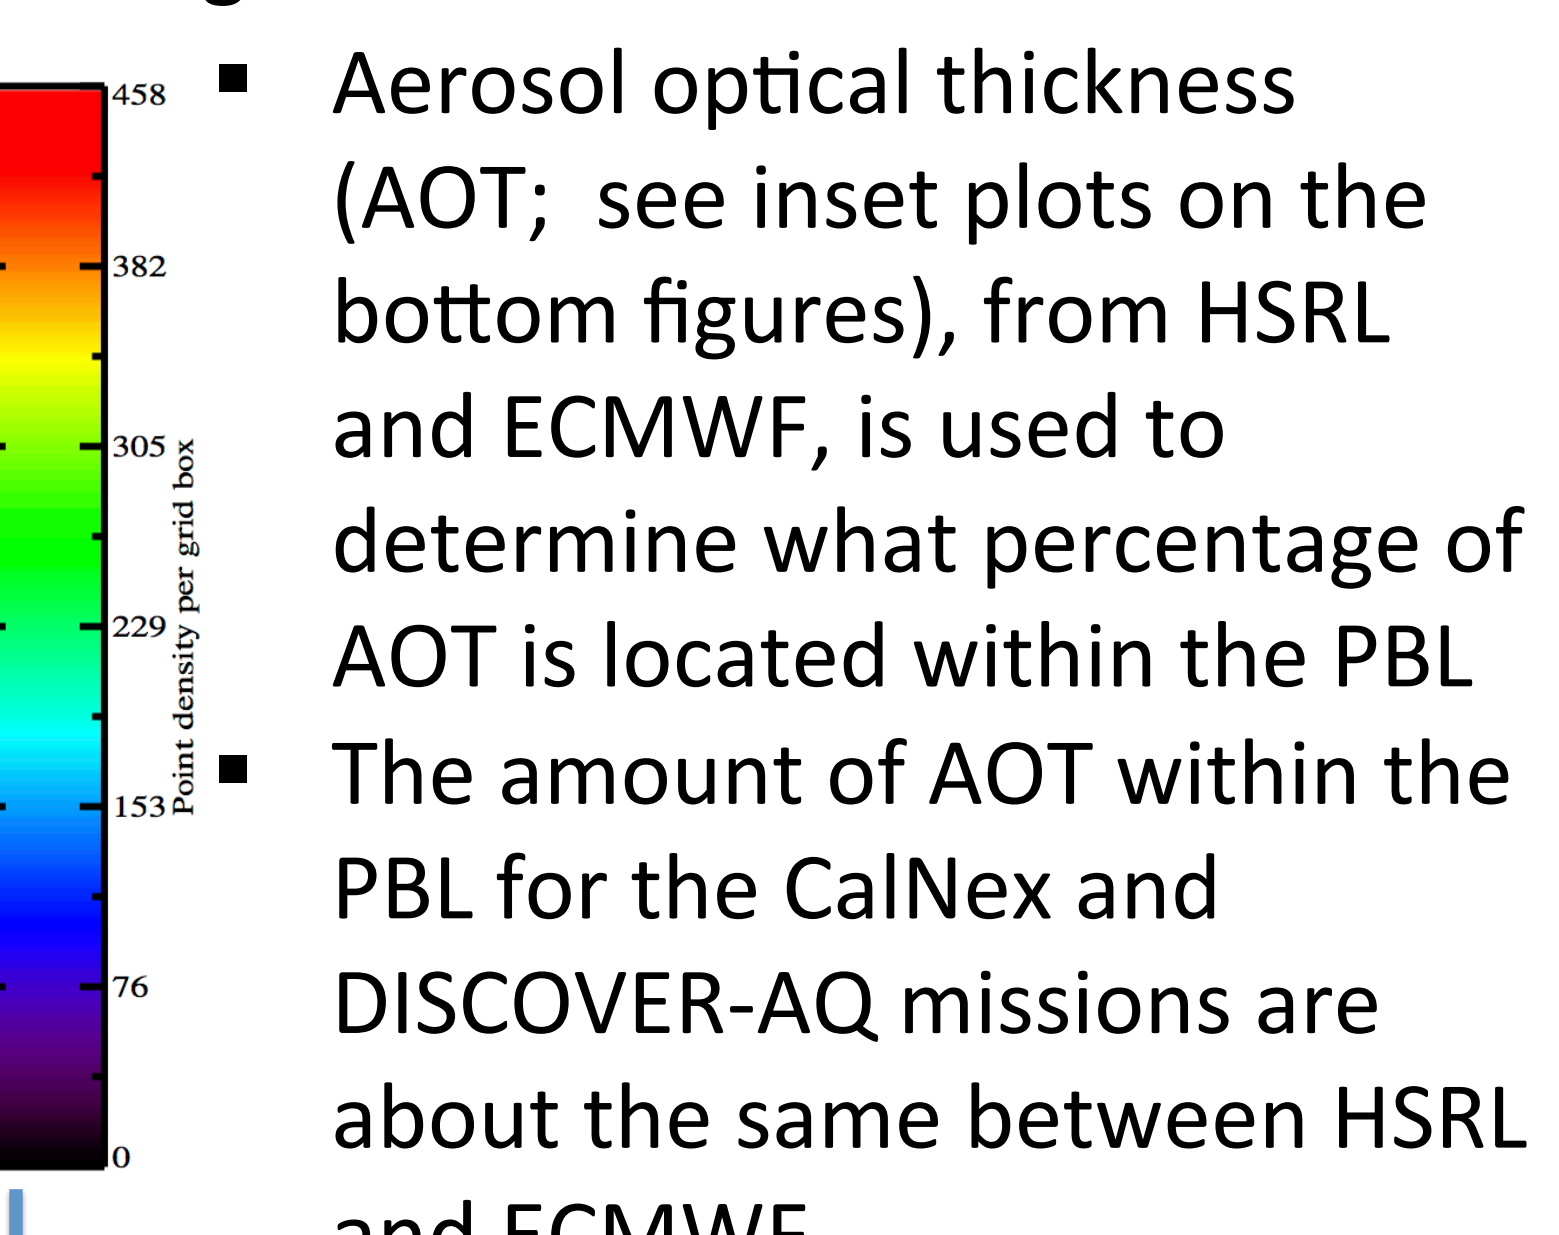 458
382
305
229
153
76
0
Point density per grid box
▪ Aerosol optical thickness
(AOT;  see inset plots on the
bottom figures), from HSRL
and ECMWF, is used to
determine what percentage of
AOT is located within the PBL
▪ The amount of AOT within the
PBL for the CalNex and
DISCOVER-AQ missions are
about the same between HSRL
and ECMWF